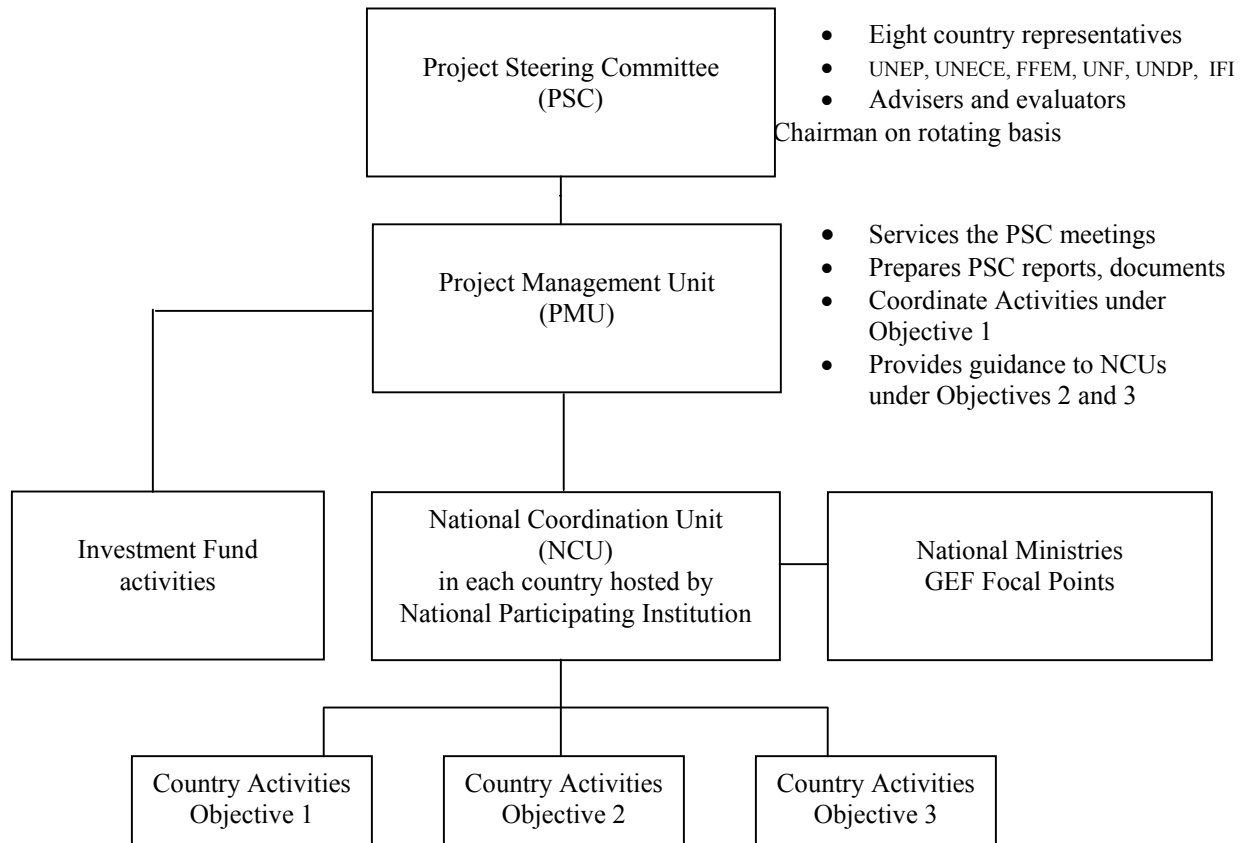 Project Steering Committee
(PSC)
• Eight country representatives
• UNEP, UNECE, FFEM, UNF, UNDP, IFI
• Advisers and evaluators
Chairman on rotating basis
Project Management Unit
(PMU)
• Services the PSC meetings
• Prepares PSC reports, documents
• Coordinate Activities under
Objective 1
• Provides guidance to NCUs
under Objectives 2 and 3
Investment Fund
activities
National Coordination Unit
(NCU)
in each country hosted by
National Participating Institution
National Ministries
GEF Focal Points
Country Activities
Objective 1
Country Activities
Objective 2
Country Activities
Objective 3